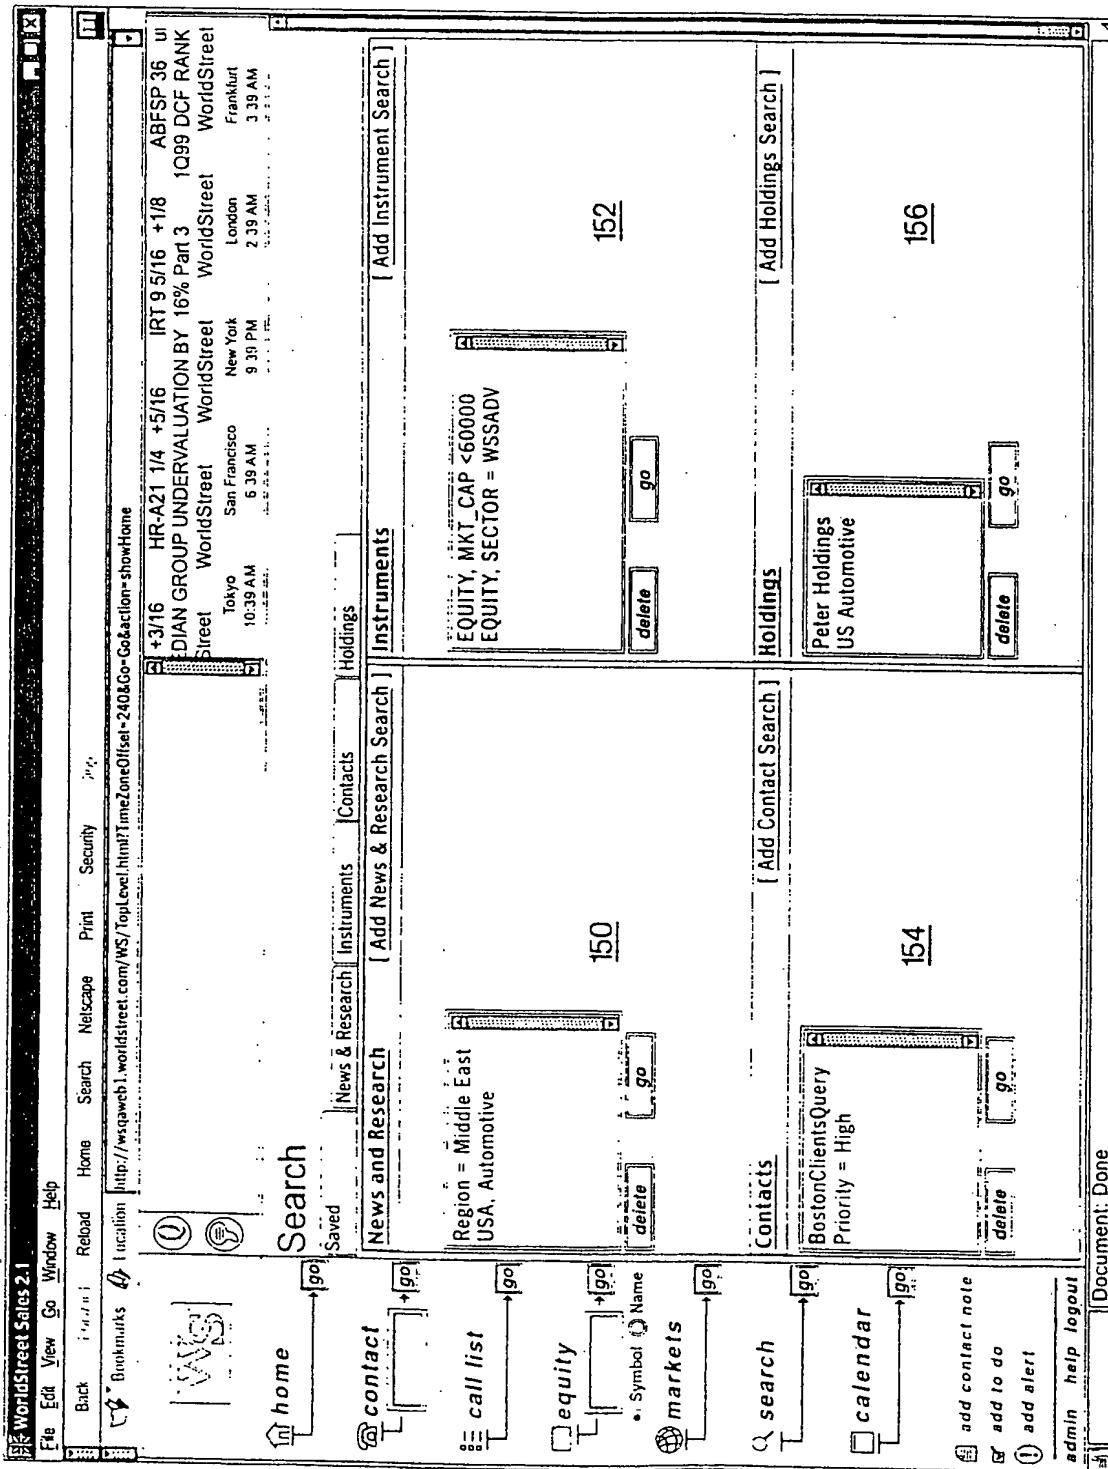 WorldStreet Sales 2.1
File Edit View Go Window Help
Back Reload Home Search Netscape Print Security
Bookmarks Location http://wsqaweb1.worldstreet.com/WS/TopLevel.html?TimeZoneOffset=240&Go=Go&action=showHome
+3/16 HR-A21 1/4 +5/16 IRT 9 5/16 +1/8 ABFSP 36 ui
EDIAN GROUP UNDERVALUATION BY 16% Part 3 1Q99 DCF RANK
Street WorldStreet WorldStreet WorldStreet WorldStreet WorldStreet
Tokyo San Francisco New York London Frankfurt
10:39 AM 6 39 AM 9 39 PM 2 39 AM 3 39 AM
WS
home
go
contact
go
call list
go
equity
go
Symbol Name
markets
go
search
go
calendar
go
add contact note
add to do
add alert
admin help logout
Search
Saved News & Research Instruments Contacts Holdings
News and Research [ Add News & Research Search ]
Region = Middle East
USA, Automotive
delete go
150
Instruments [ Add Instrument Search ]
EQUITY, MKT_CAP <60000
EQUITY, SECTOR = WSSADV
delete go
152
Contacts [ Add Contact Search ]
BostonClientsQuery
Priority = High
delete go
154
Holdings [ Add Holdings Search ]
Peter Holdings
US Automotive
delete go
156
Document: Done